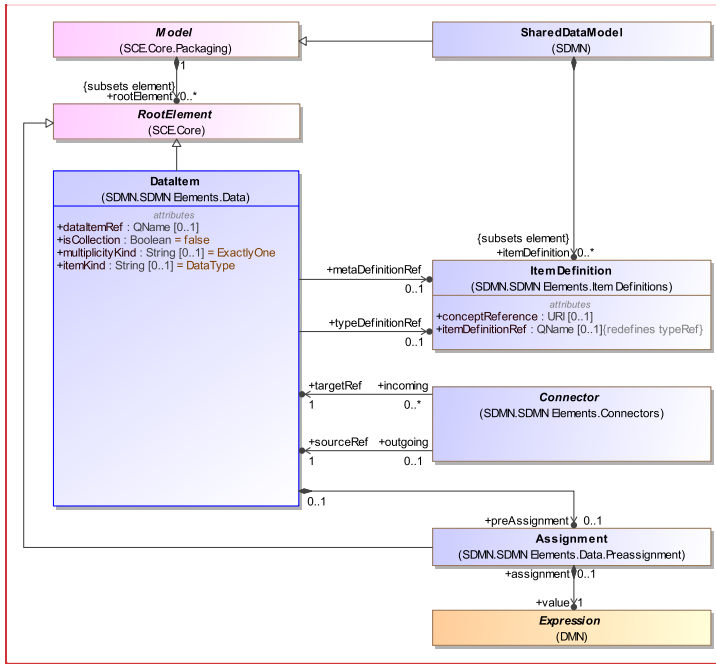 Model
(SCE.Core.Packaging)
SharedDataModel
(SDMN)
1
{subsets element}
+rootElement 0..*
RootElement
(SCE.Core)
DataItem
(SDMN.SDMN Elements.Data)
attributes
+dataItemRef : QName [0..1]
+isCollection : Boolean = false
+multiplicityKind : String [0..1] = ExactlyOne
+itemKind : String [0..1] = DataType
{subsets element}
+itemDefinition 0..*
+metaDefinitionRef
0..1
ItemDefinition
(SDMN.SDMN Elements.Item Definitions)
attributes
+conceptReference : URI [0..1]
+itemDefinitionRef : QName [0..1]{redefines typeRef}
+typeDefinitionRef
0..1
+targetRef +incoming
1 0..*
Connector
(SDMN.SDMN Elements.Connectors)
+sourceRef +outgoing
1 0..1
0..1
+preAssignment 0..1
Assignment
(SDMN.SDMN Elements.Data.Preassignment)
+assignment 0..1
+value 1
Expression
(DMN)